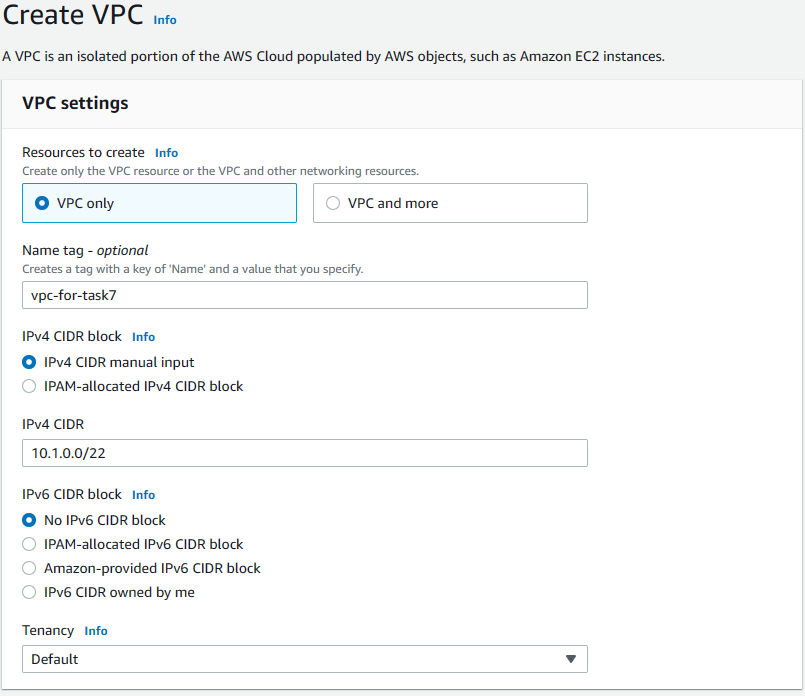 Create VPC Info
A VPC is an isolated portion of the AWS Cloud populated by AWS objects, such as Amazon EC2 instances.
VPC settings
Resources to create Info
Create only the VPC resource or the VPC and other networking resources.
VPC only VPC and more
Name tag - optional
Creates a tag with a key of 'Name' and a value that you specify.
vpc-for-task7
IPv4 CIDR block Info
IPv4 CIDR manual input
IPAM-allocated IPv4 CIDR block
IPv4 CIDR
10.1.0.0/22
IPv6 CIDR block Info
No IPv6 CIDR block
IPAM-allocated IPv6 CIDR block
Amazon-provided IPv6 CIDR block
IPv6 CIDR owned by me
Tenancy Info
Default